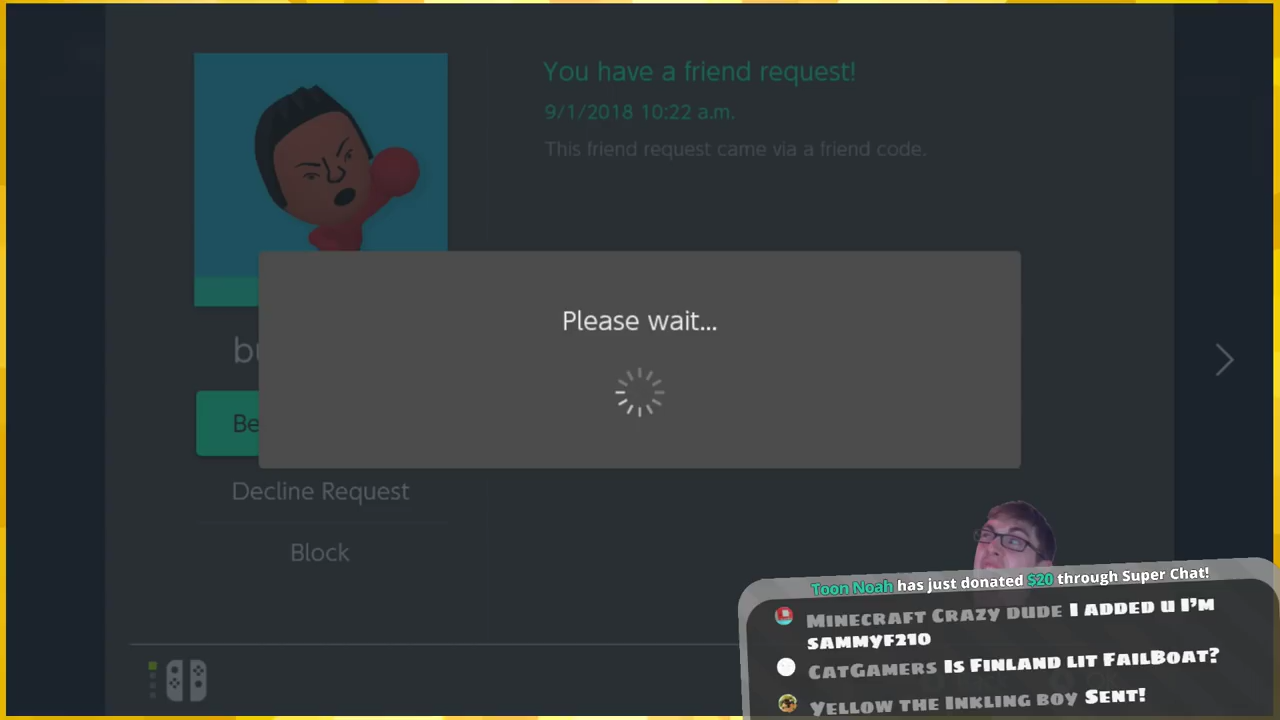 You have a friend request!
9/1/2018 10:22 a.m.
This friend request came via a friend code.
Please wait...
Decline Request
Block
Toon Noah has just donated $20 through Super Chat!
Minecraft Crazy dude I added u I'm
sammyf210
CatGamers Is Finland lit FailBoat?
Yellow the Inkling boy Sent!